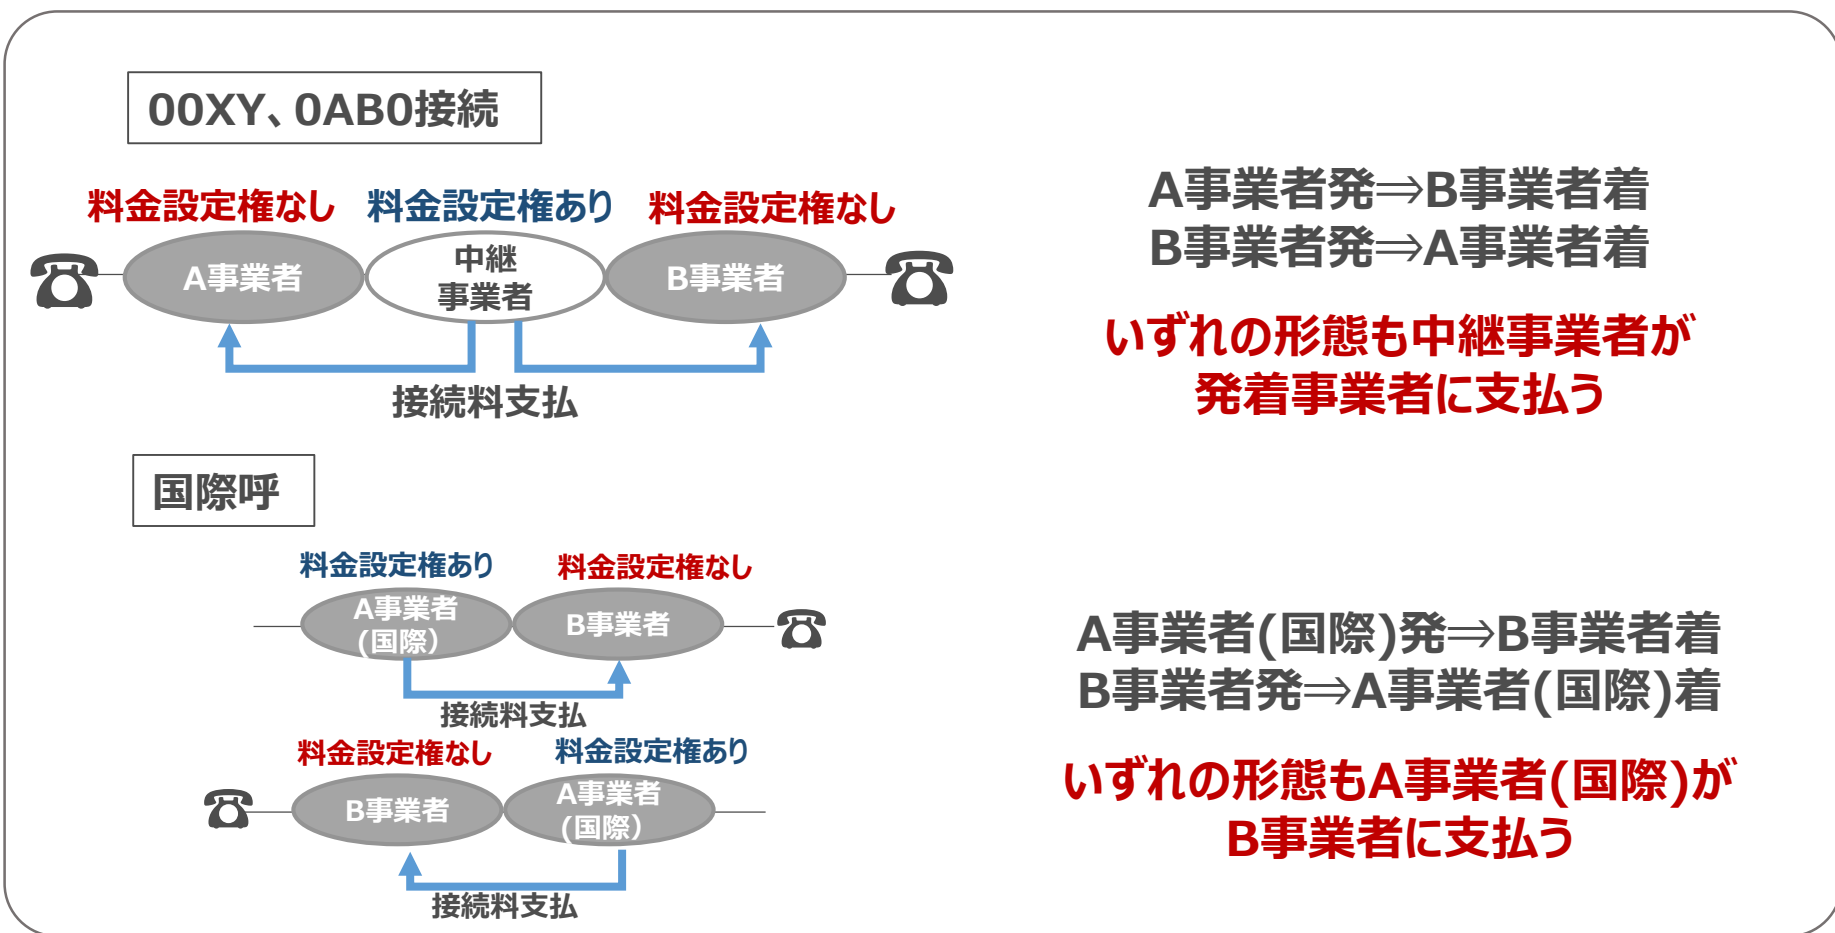 00XY、0AB0接続
料金設定権なし
料金設定権あり
料金設定権なし
A事業者
中継
事業者
B事業者
接続料支払
A事業者発⇒B事業者着
B事業者発⇒A事業者着
いずれの形態も中継事業者が
発着事業者に支払う
国際呼
料金設定権あり
料金設定権なし
A事業者
(国際）
B事業者
接続料支払
料金設定権なし
料金設定権あり
B事業者
A事業者
(国際）
接続料支払
A事業者(国際)発⇒B事業者着
B事業者発⇒A事業者(国際)着
いずれの形態もA事業者(国際)が
B事業者に支払う